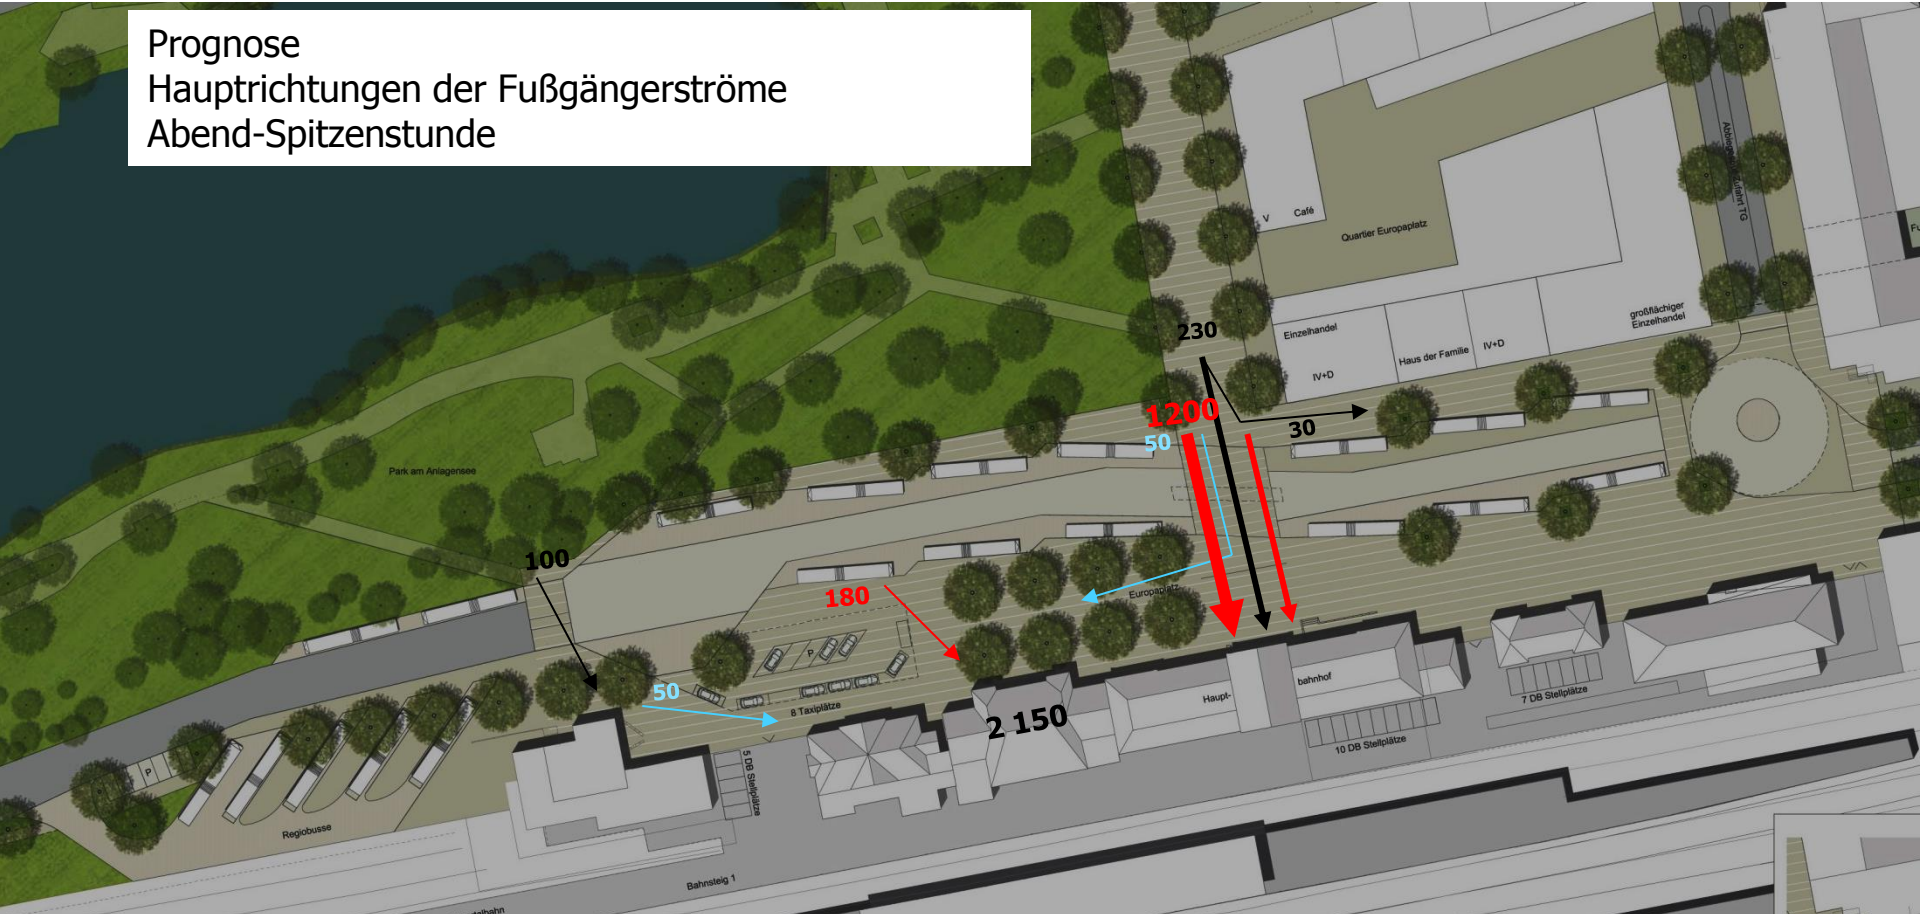 Prognose
Hauptrichtungen der Fußgängerströme
Abend-Spitzenstunde
V
Café
Quartier Europaplatz
Einzelhandel
IV+D
Haus der Familie
IV+D
großflächiger
Einzelhandel
230
1200
50
30
Park am Anlagensee
100
180
Europaplatz
P
50
8 Taxiplätze
2 150
Haupt-
bahnhof
7 DB Stellplätze
10 DB Stellplätze
5 DB Stellplätze
P
Regiobusse
Bahnsteig 1